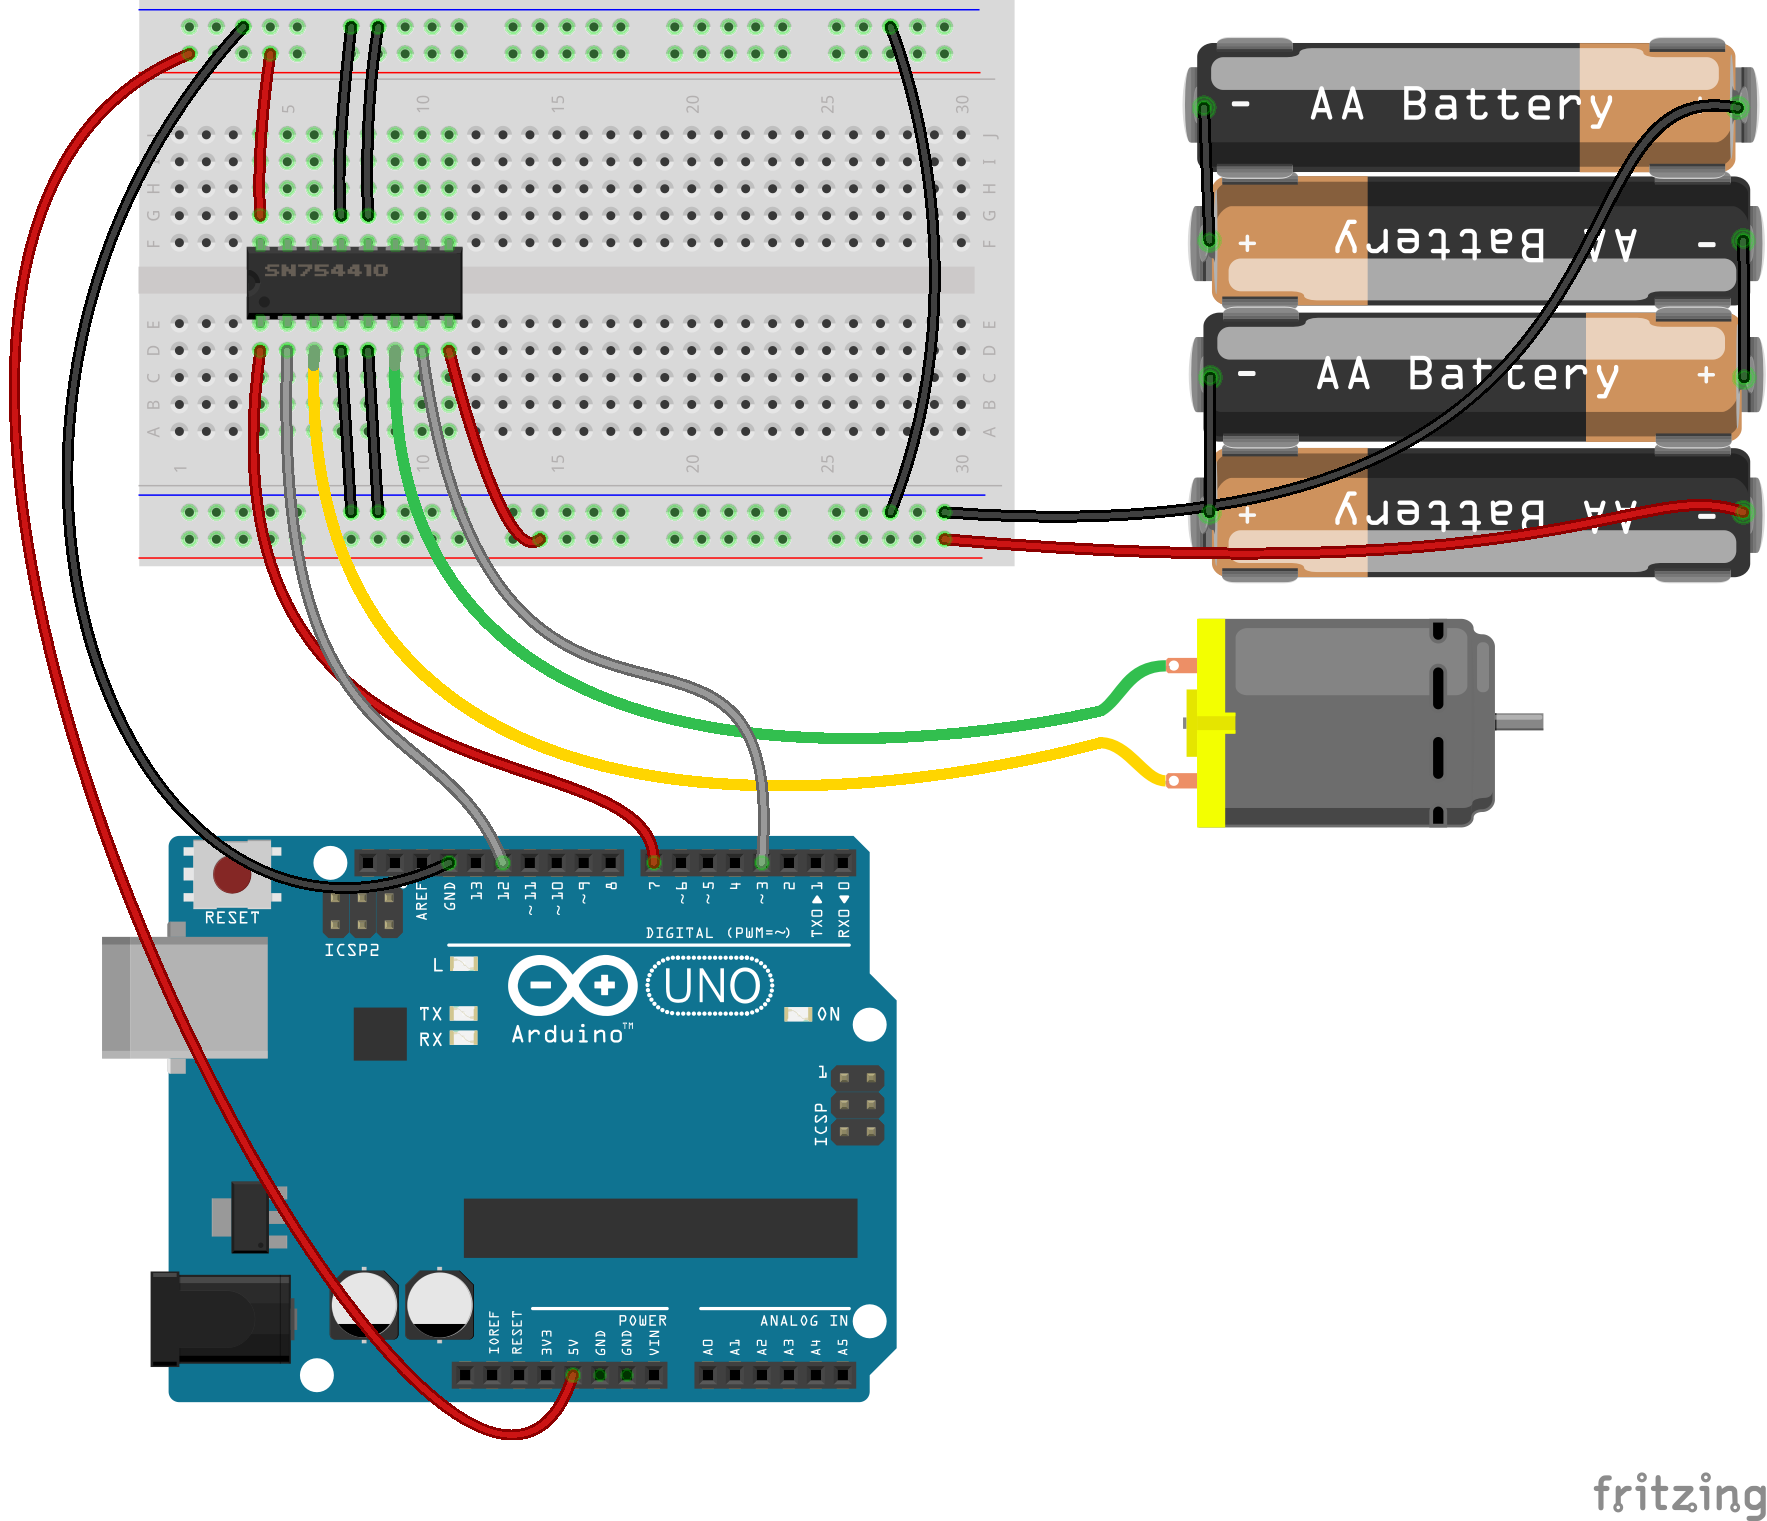 5 10 15 20 25 30
J J
I I
H H
G G
F F
SN754410
E E
D D
C C
B B
A A
1 5 10 15 20 25 30
- AA Battery +
+ AA Battery -
- AA Battery +
+ AA Battery -
RESET
ICSP2
AREF GND 13 12 ~11 ~10 ~9 8 7 ~6 ~5 4 ~3 2 TX0▶1 RX0◀0
DIGITAL (PWM=~)
L
UNO
TX
RX
Arduino™
ON
1
ICSP
IOREF RESET 3V3 5V GND GND VIN A0 A1 A2 A3 A4 A5
POWER
ANALOG IN
fritzing